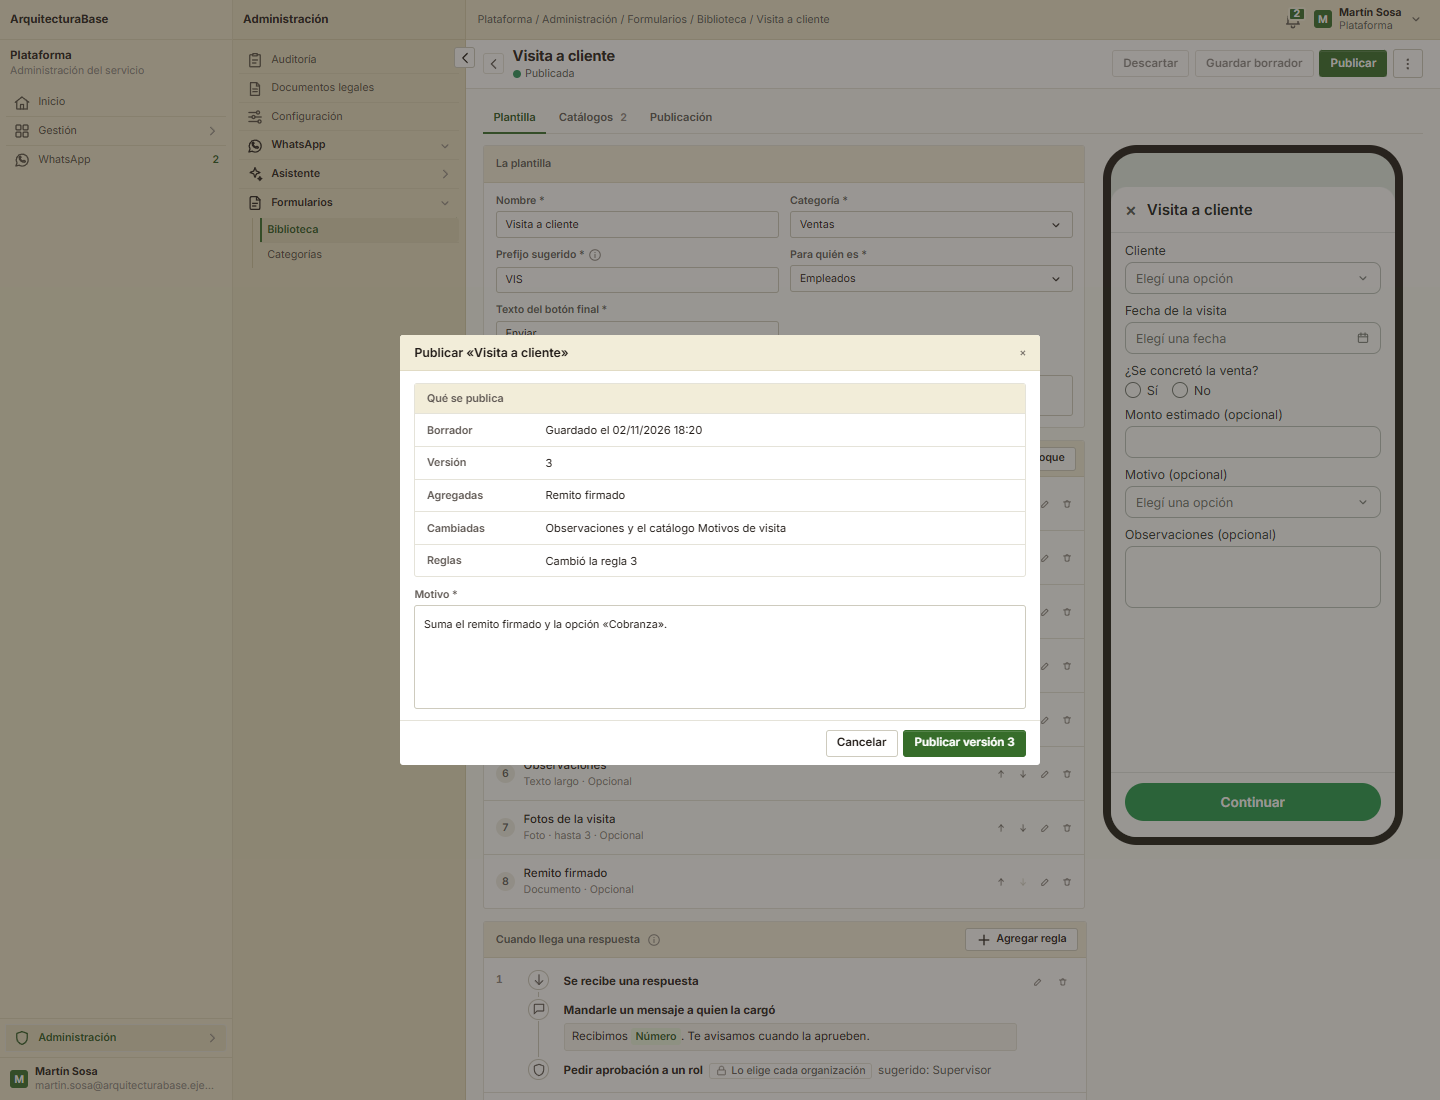 ArquitecturaBase
Administración
Plataforma / Administración / Formularios / Biblioteca / Visita a cliente
2
M
Martín Sosa
Plataforma
Plataforma
Administración del servicio
Inicio
Gestión
WhatsApp
2
Auditoría
Documentos legales
Configuración
WhatsApp
Asistente
Formularios
Biblioteca
Categorías
Visita a cliente
Publicada
Descartar
Guardar borrador
Publicar
Plantilla
Catálogos 2
Publicación
La plantilla
Nombre *
Visita a cliente
Categoría *
Ventas
Prefijo sugerido *
VIS
Para quién es *
Empleados
Texto del botón final *
Enviar
oque
Publicar «Visita a cliente»
×
Qué se publica
Borrador Guardado el 02/11/2026 18:20
Versión 3
Agregadas Remito firmado
Cambiadas Observaciones y el catálogo Motivos de visita
Reglas Cambió la regla 3
Motivo *
Suma el remito firmado y la opción «Cobranza».
Cancelar
Publicar versión 3
6
Observaciones
Texto largo · Opcional
7
Fotos de la visita
Foto · hasta 3 · Opcional
8
Remito firmado
Documento · Opcional
Cuando llega una respuesta
Agregar regla
1
Se recibe una respuesta
Mandarle un mensaje a quien la cargó
Recibimos Número . Te avisamos cuando la aprueben.
Pedir aprobación a un rol Lo elige cada organización sugerido: Supervisor
× Visita a cliente
Cliente
Elegí una opción
Fecha de la visita
Elegí una fecha
¿Se concretó la venta?
Sí No
Monto estimado (opcional)
Motivo (opcional)
Elegí una opción
Observaciones (opcional)
Continuar
Administración
M
Martín Sosa
martin.sosa@arquitecturabase.eje...